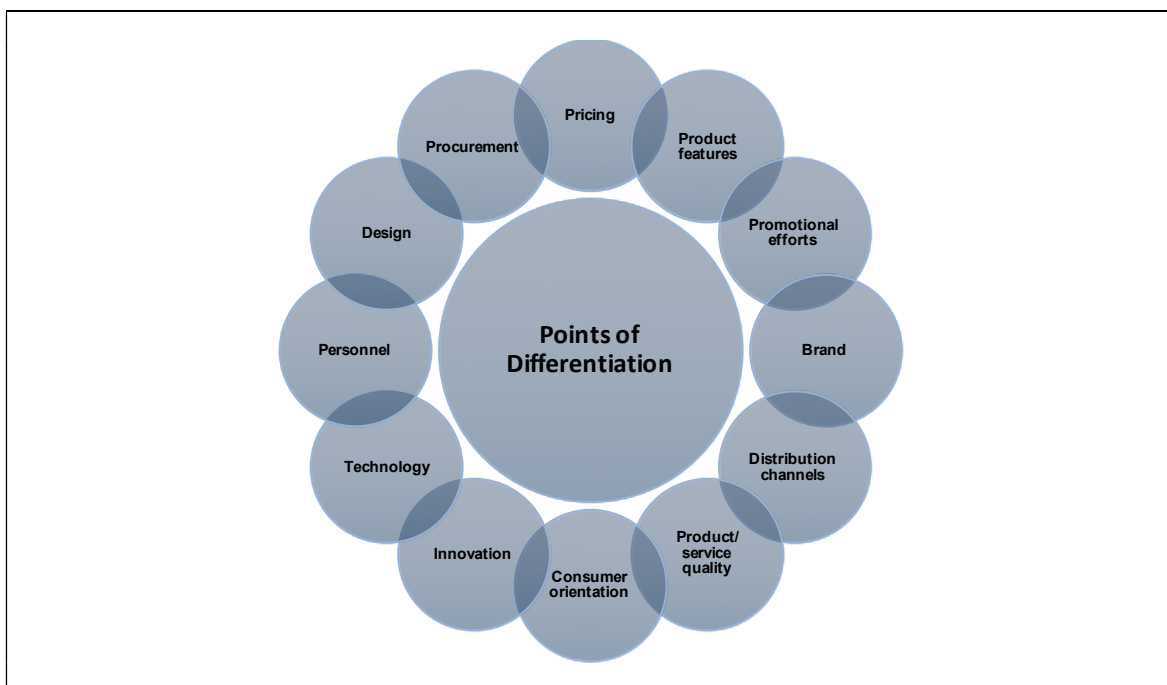 Pricing
Product
features
Promotional
efforts
Brand
Distribution
channels
Product/
service
quality
Consumer
orientation
Innovation
Technology
Personnel
Design
Procurement
Points of
Differentiation